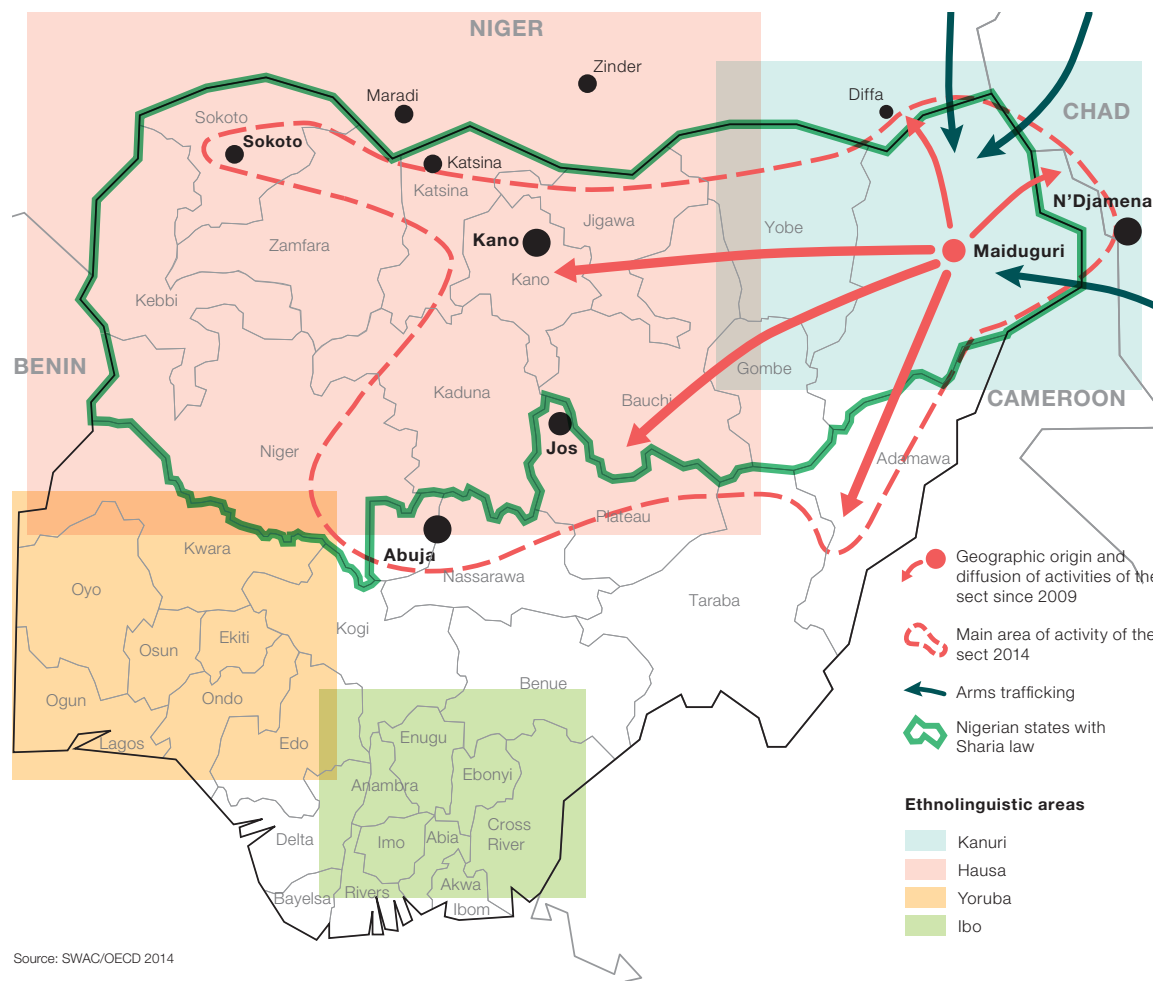 NIGER
Zinder
Maradi
Diffa
CHAD
Sokoto
Sokoto
Katsina
Katsina
N'Djamena
Jigawa
Yobe
Kano
Zamfara
Maiduguri
Kano
Kebbi
BENIN
Gombe
Kaduna
Bauchi
CAMEROON
Jos
Niger
Adamawa
Plateau
Abuja
Kwara
Nassarawa
Oyo
Taraba
Kogi
Ekiti
Osun
Benue
Ogun
Ondo
Lagos
Edo
Enugu
Ebonyi
Anambra
Delta
Imo
Abia
Cross
River
Akwa
Ibom
Rivers
Bayelsa
Geographic origin and
diffusion of activities of the
sect since 2009
Main area of activity of the
sect 2014
Arms trafficking
Nigerian states with
Sharia law
Ethnolinguistic areas
Kanuri
Hausa
Yoruba
Ibo
Source: SWAC/OECD 2014